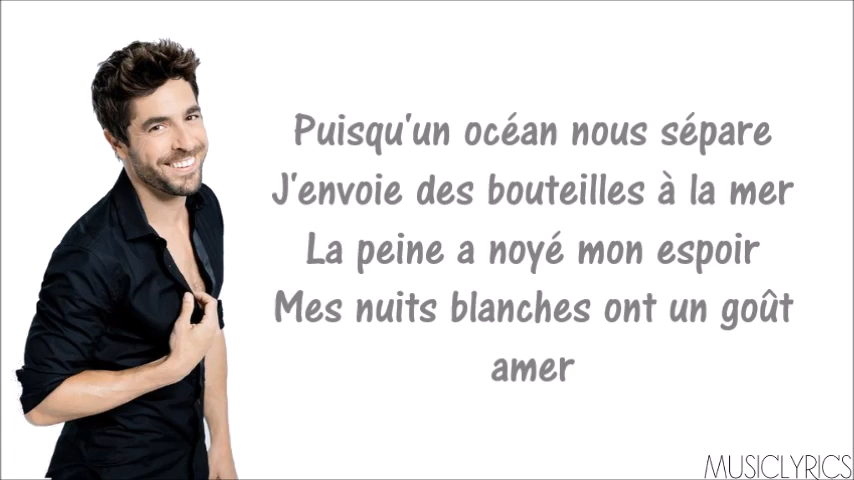 Puisqu'un océan nous sépare
J'envoie des bouteilles à la mer
La peine a noyé mon espoir
Mes nuits blanches ont un goût
amer
MUSICLYRICS